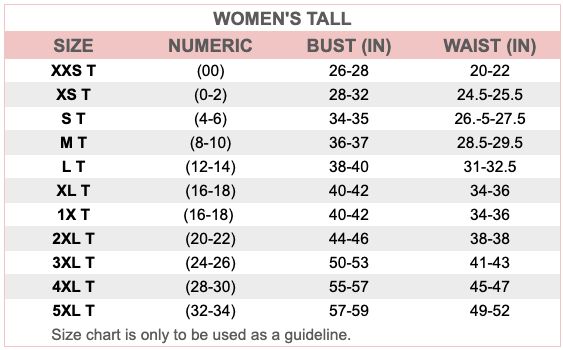 WOMEN'S TALL
SIZE NUMERIC BUST (IN) WAIST (IN)
XXS T (00) 26-28 20-22
XS T (0-2) 28-32 24.5-25.5
S T (4-6) 34-35 26.-5-27.5
M T (8-10) 36-37 28.5-29.5
L T (12-14) 38-40 31-32.5
XL T (16-18) 40-42 34-36
1X T (16-18) 40-42 34-36
2XL T (20-22) 44-46 38-38
3XL T (24-26) 50-53 41-43
4XL T (28-30) 55-57 45-47
5XL T (32-34) 57-59 49-52
Size chart is only to be used as a guideline.